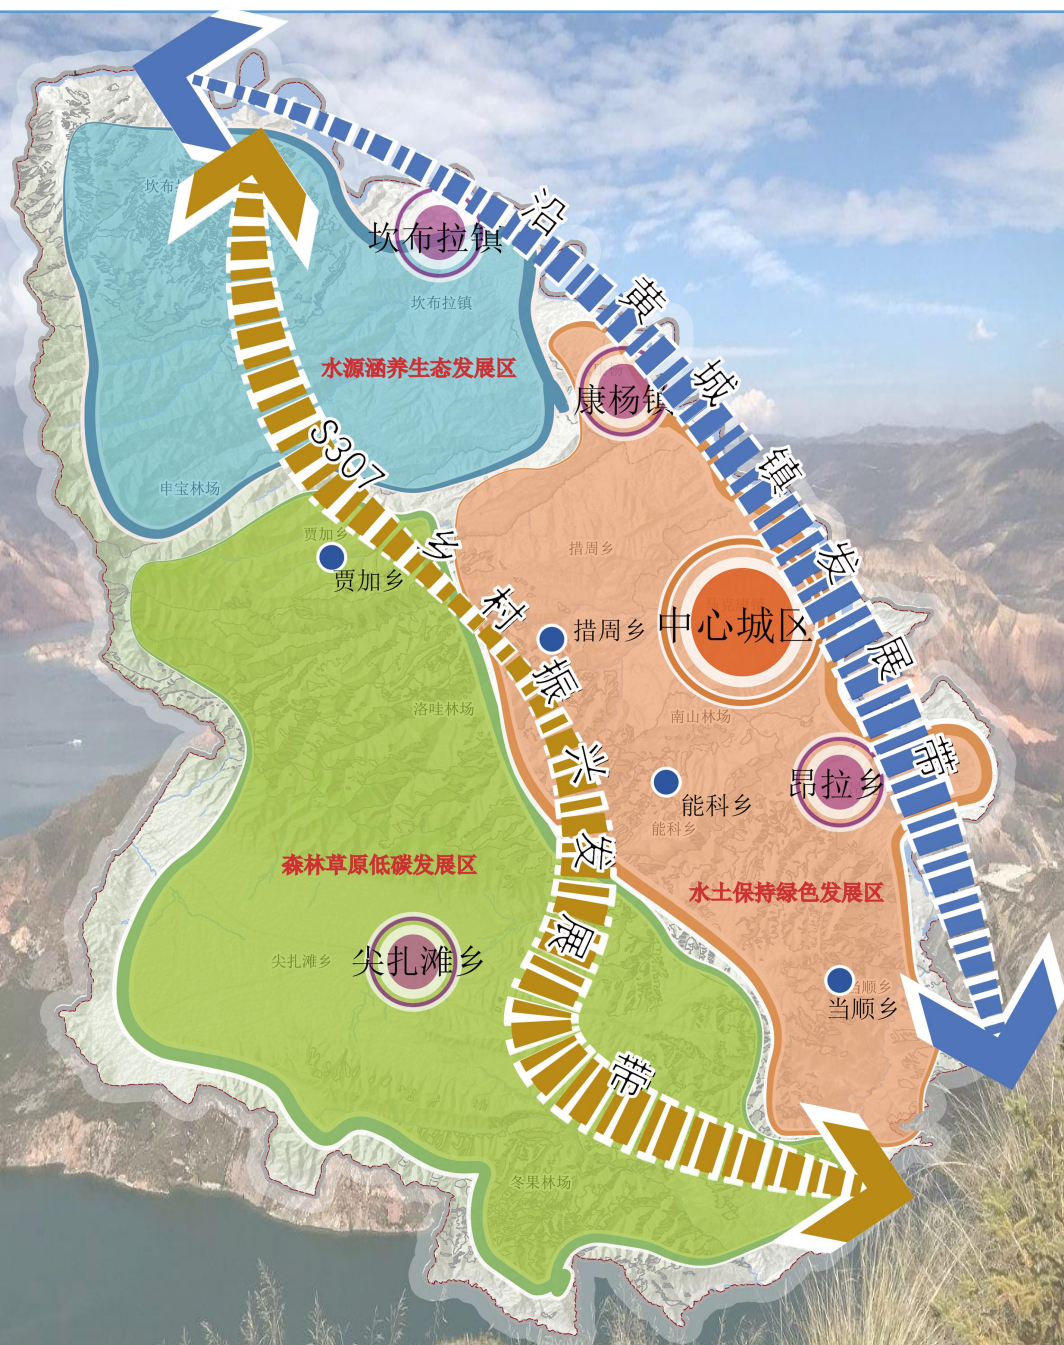 沿黄城镇发展带
坎布拉镇
坎布拉镇
水源涵养生态发展区
康杨镇
S307乡村振兴发展带
申宝林场
贾加乡
贾加乡
措周乡
措周乡
中心城区
洛哇林场
南山林场
昂拉乡
能科乡
能科乡
森林草原低碳发展区
水土保持绿色发展区
尖扎滩乡
尖扎滩乡
当顺乡
当顺乡
冬果林场